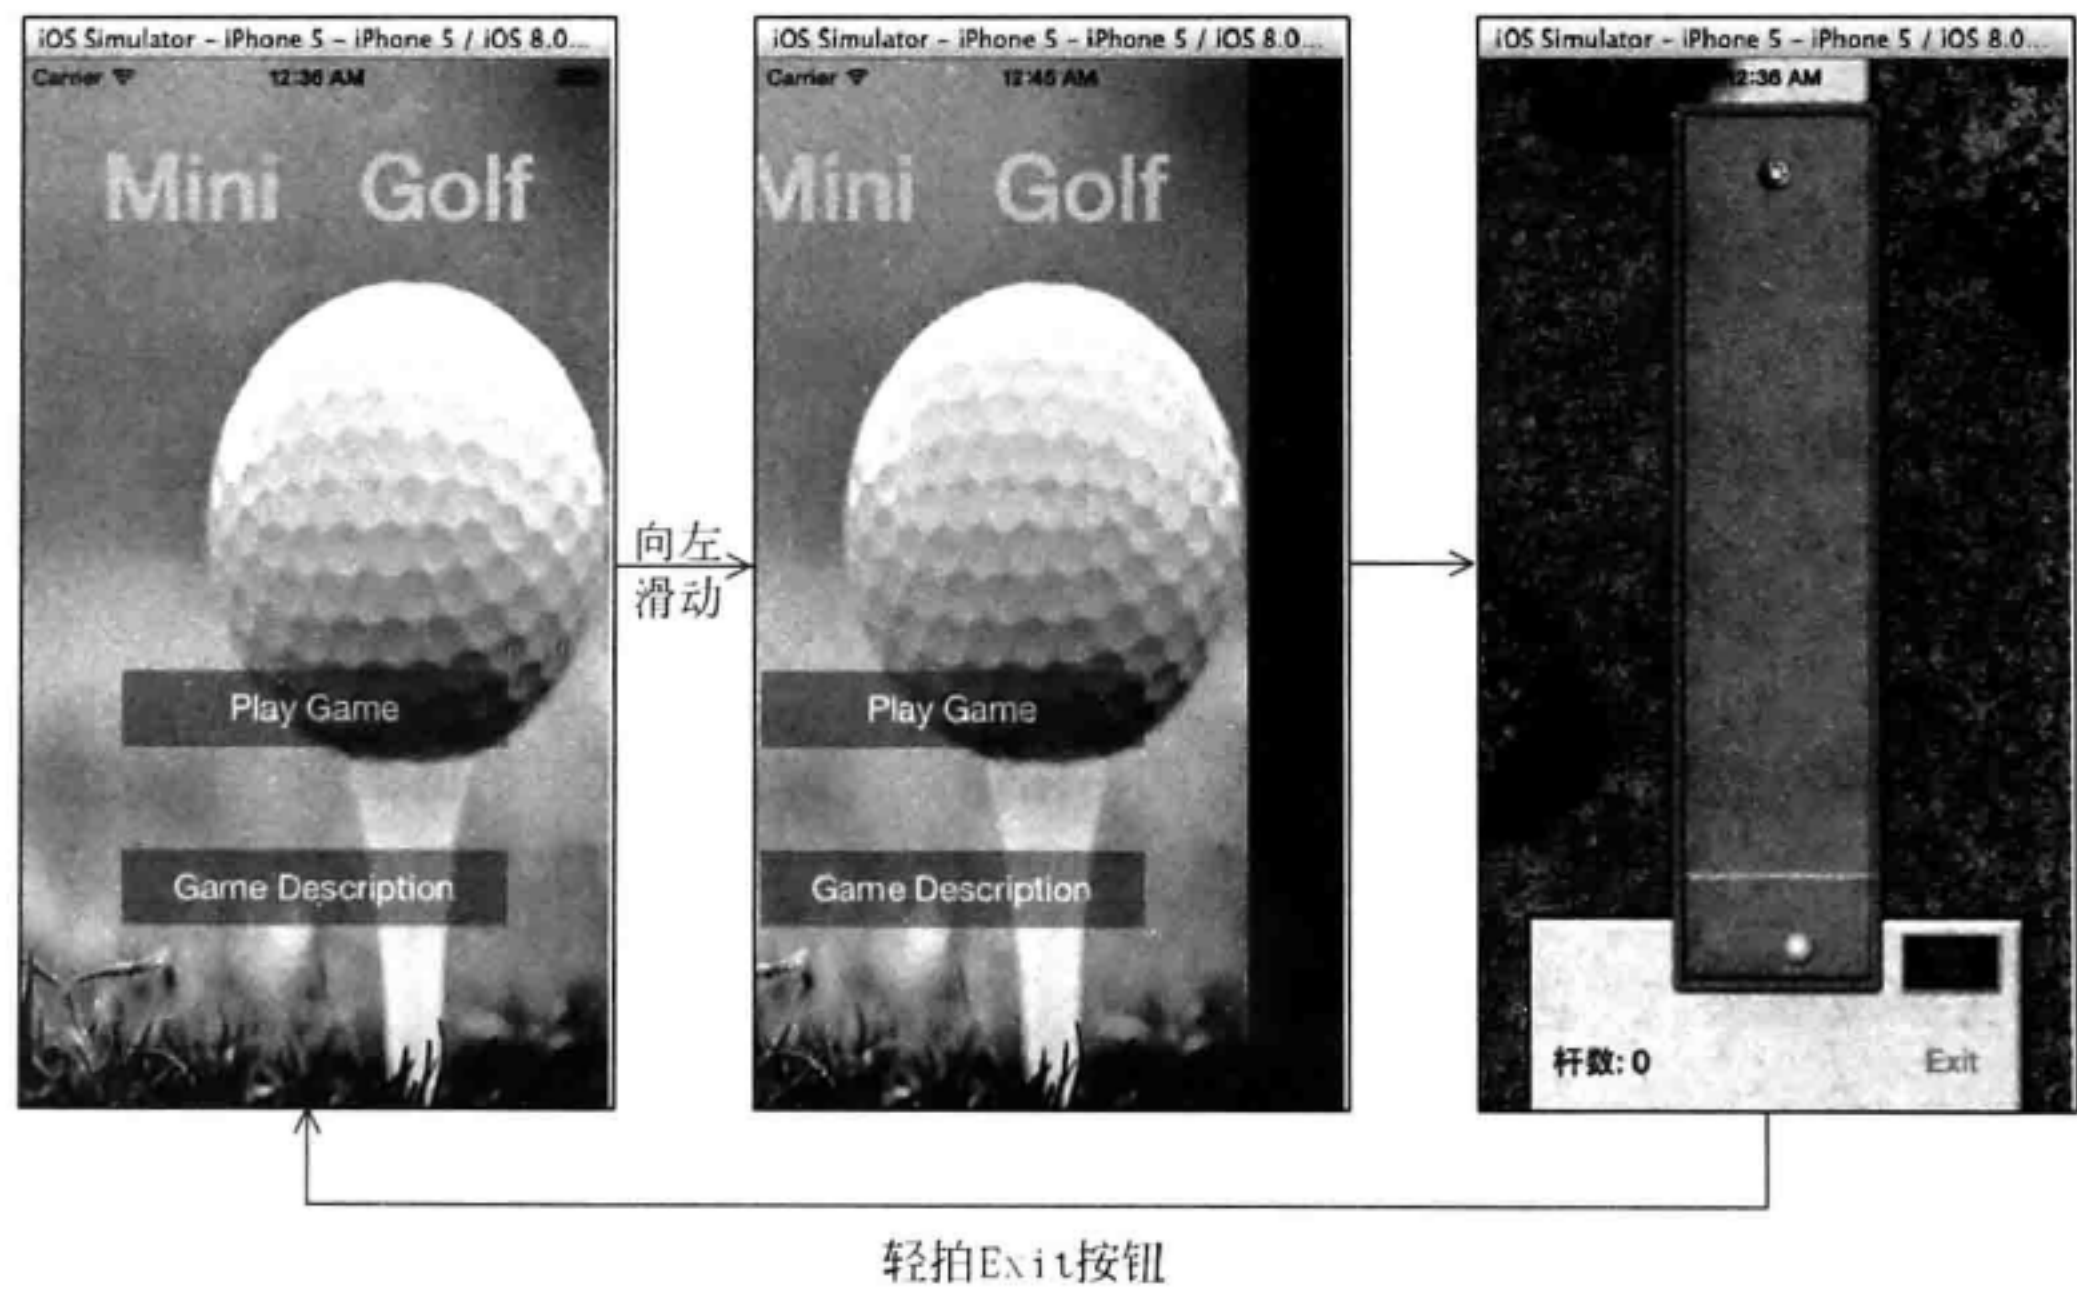 iOS Simulator – iPhone 5 – iPhone 5 / iOS 8.0...
Carrier 12:36 AM
Mini Golf
Play Game
Game Description
向左
滑动
iOS Simulator – iPhone 5 – iPhone 5 / iOS 8.0...
Carrier 12:45 AM
Mini Golf
Play Game
Game Description
iOS Simulator – iPhone 5 – iPhone 5 / iOS 8.0...
12:36 AM
杆数: 0
Exit
轻拍Exit按钮